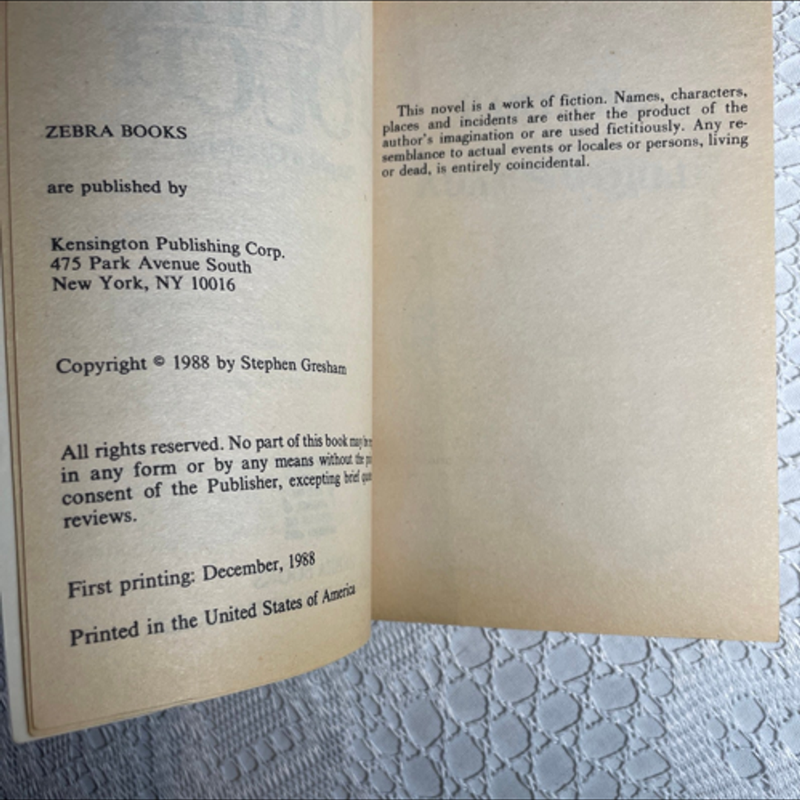 ZEBRA BOOKS
are published by
Kensington Publishing Corp.
475 Park Avenue South
New York, NY 10016
Copyright © 1988 by Stephen Gresham
All rights reserved. No part of this book may be
in any form or by any means without the
consent of the Publisher, excepting brief
reviews.
First printing: December, 1988
Printed in the United States of America
This novel is a work of fiction. Names, characters,
places and incidents are either the product of the
author's imagination or are used fictitiously. Any re-
semblance to actual events or locales or persons, living
or dead, is entirely coincidental.